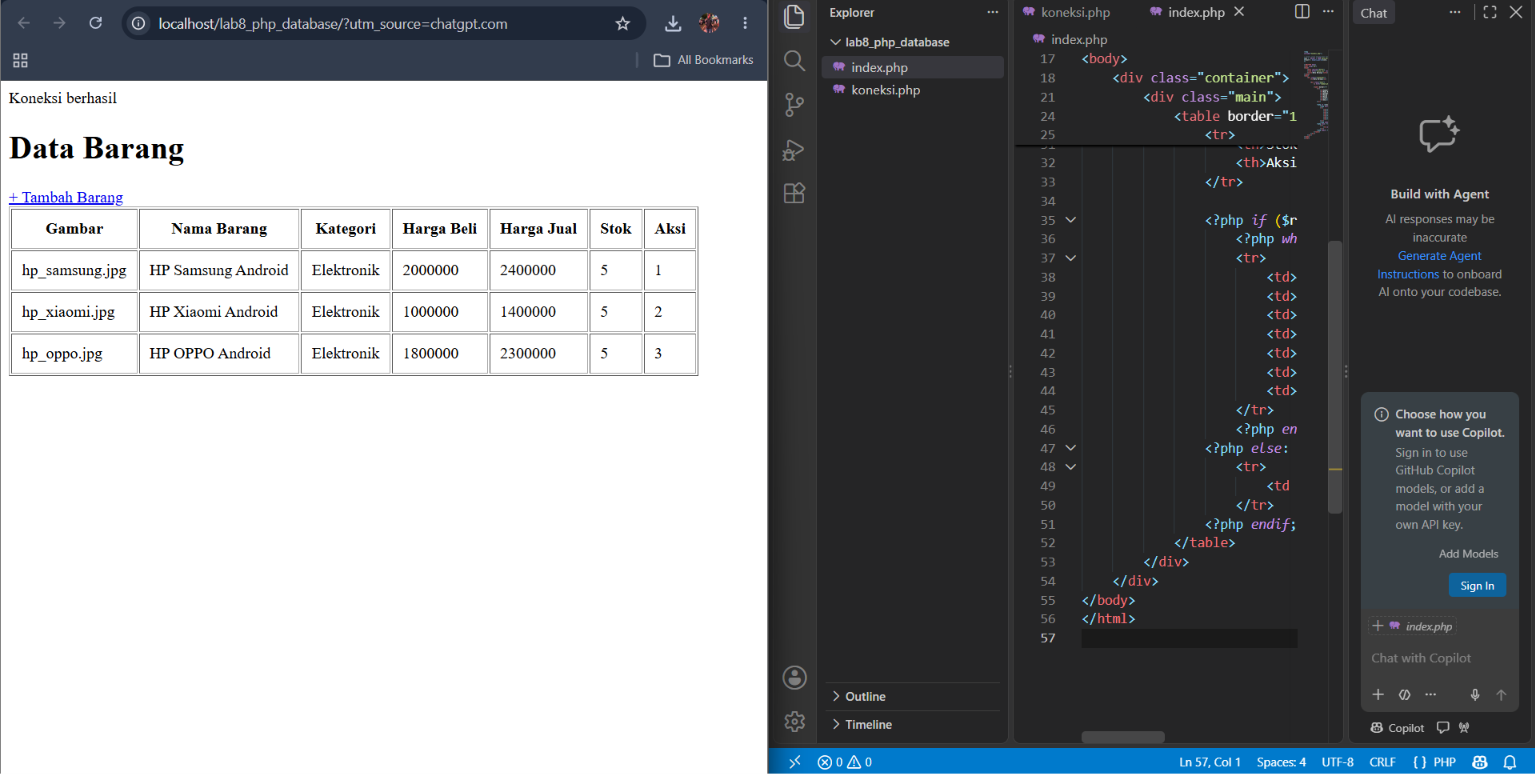 localhost/lab8_php_database/?utm_source=chatgpt.com
All Bookmarks
Koneksi berhasil
Data Barang
+ Tambah Barang
Gambar Nama Barang Kategori Harga Beli Harga Jual Stok Aksi
hp_samsung.jpg HP Samsung Android Elektronik 2000000 2400000 5 1
hp_xiaomi.jpg HP Xiaomi Android Elektronik 1000000 1400000 5 2
hp_oppo.jpg HP OPPO Android Elektronik 1800000 2300000 5 3
Explorer
lab8_php_database
index.php
koneksi.php
Outline
Timeline
koneksi.php index.php
index.php
17 <body>
18 <div class="container">
21 <div class="main">
24 <table border="1
25 <tr>
32 <th>Aksi
33 </tr>
34
35 <?php if ($r
36 <?php wh
37 <tr>
38 <td>
39 <td>
40 <td>
41 <td>
42 <td>
43 <td>
44 <td>
45 </tr>
46 <?php en
47 <?php else:
48 <tr>
49 <td
50 </tr>
51 <?php endif;
52 </table>
53 </div>
54 </div>
55 </body>
56 </html>
57
Chat
Build with Agent
AI responses may be
inaccurate
Generate Agent
Instructions to onboard
AI onto your codebase.
Choose how you
want to use Copilot.
Sign in to use
GitHub Copilot
models, or add a
model with your
own API key.
Add Models
Sign In
index.php
Chat with Copilot
Copilot
0 0
Ln 57, Col 1 Spaces: 4 UTF-8 CRLF { } PHP